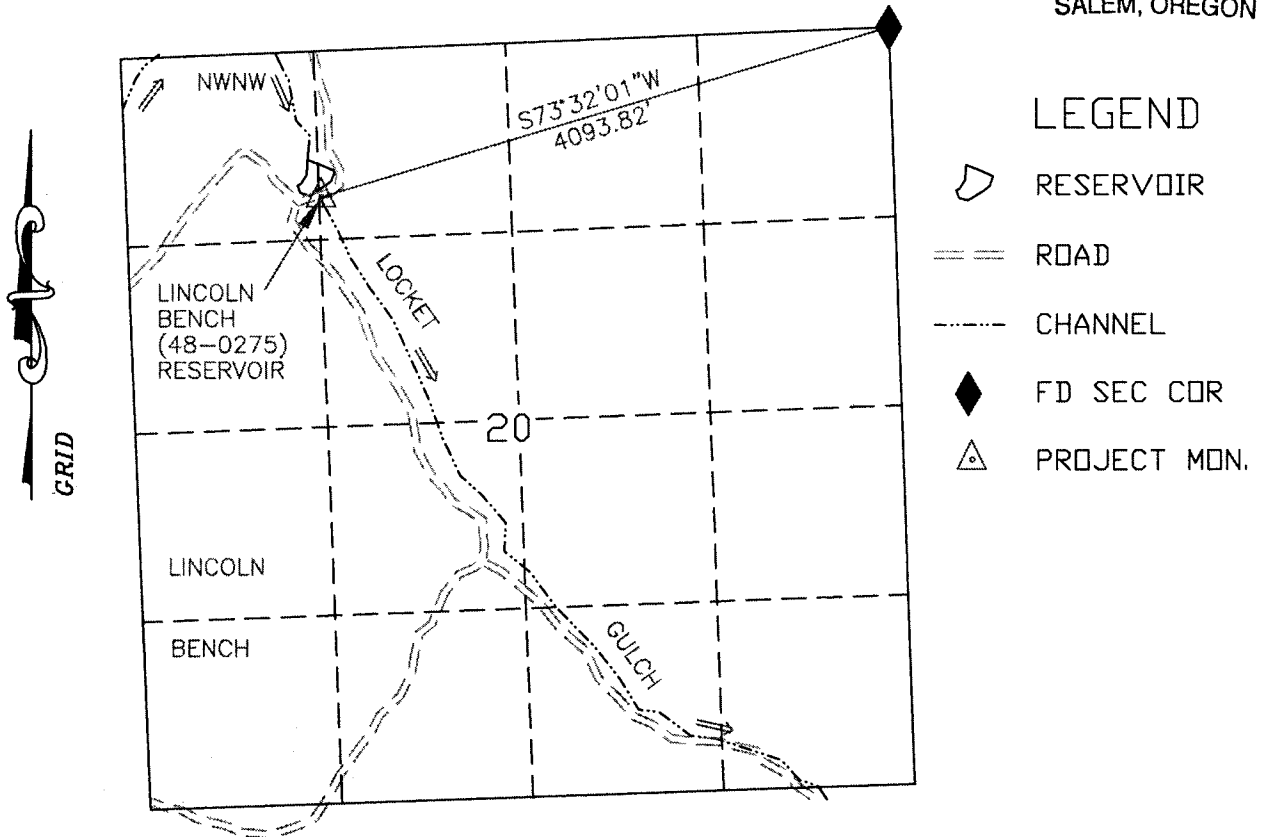 SALEM, OREGON
NWNW
S73°32'01"W
4093.82'
LEGEND
RESERVOIR
ROAD
CHANNEL
FD SEC COR
PROJECT MON.
LOCKET
LINCOLN
BENCH
(48-0275)
RESERVOIR
GRID
20
LINCOLN
BENCH
GULCH